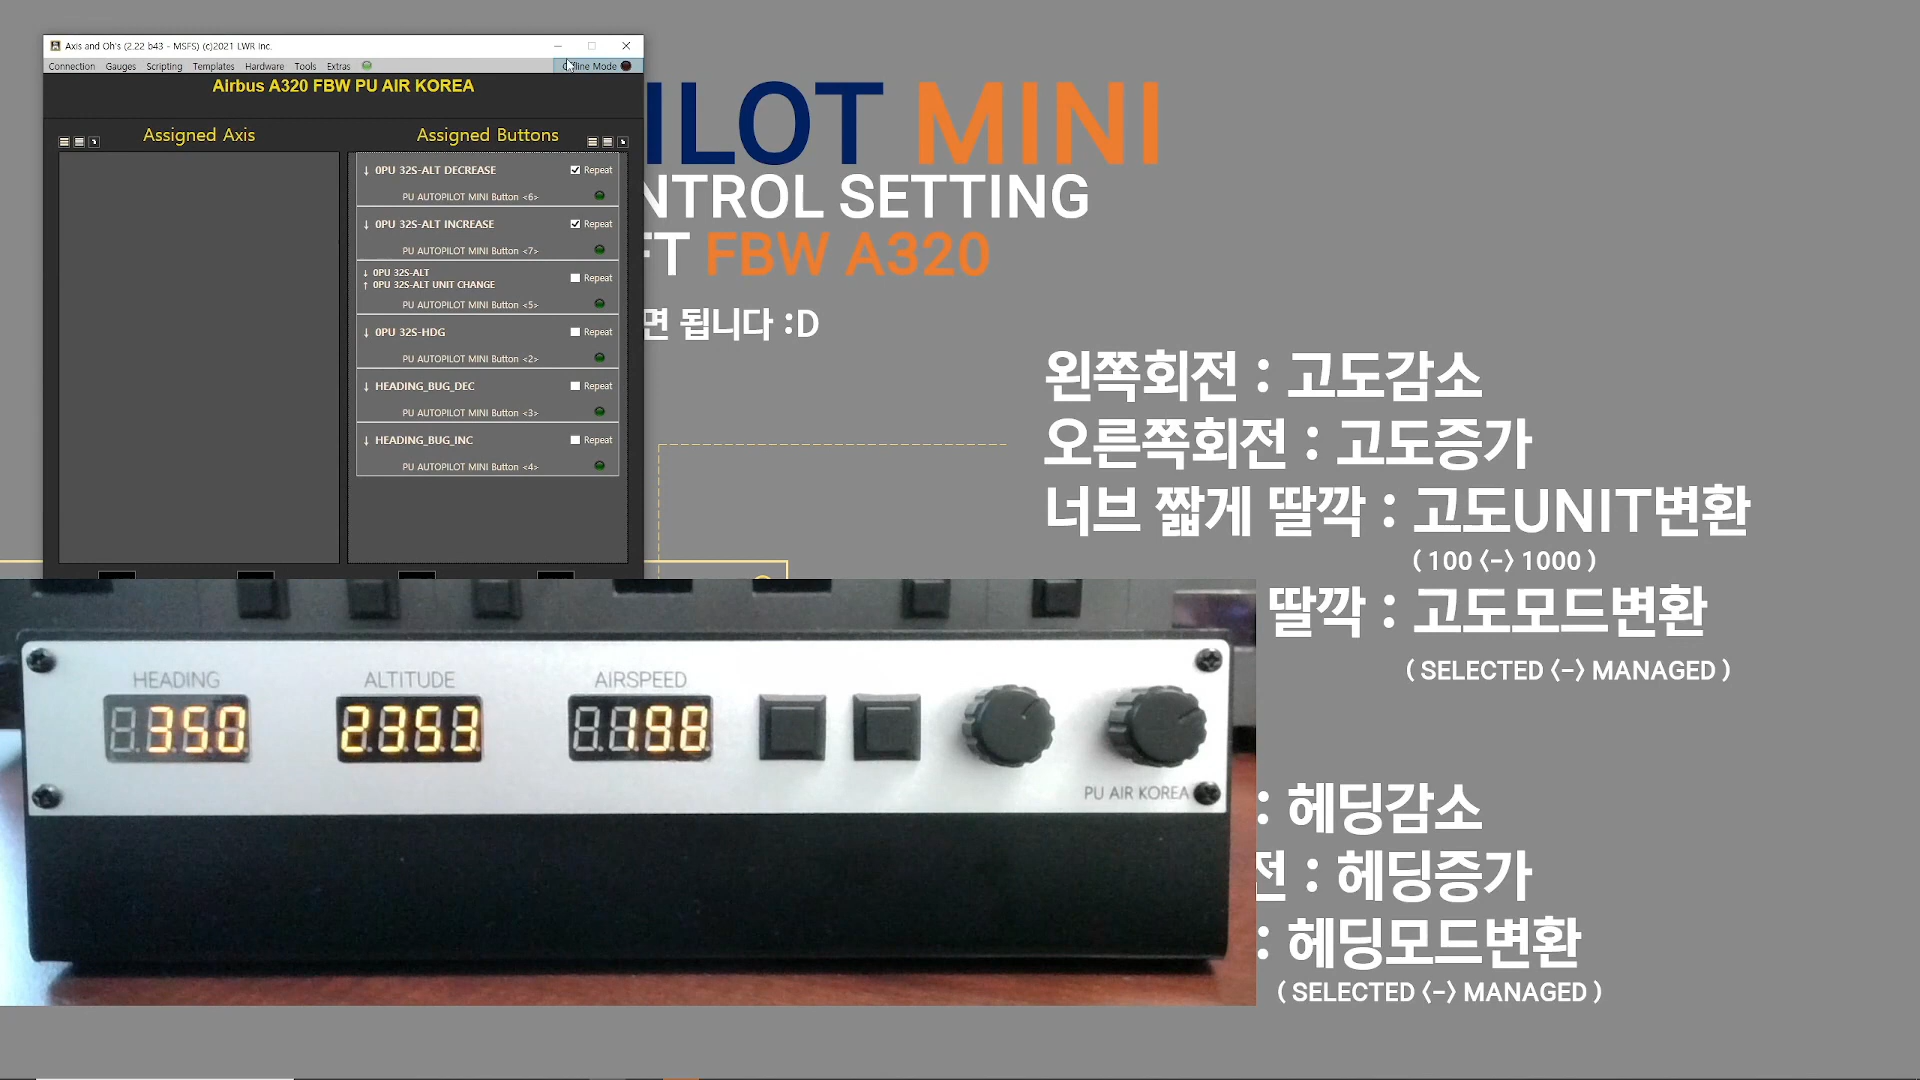 Axis and Oh's (2.22 b43 - MSFS) (c)2021 LWR Inc.
Connection Gauges Scripting Templates Hardware Tools Extras Mode
Airbus A320 FBW PU AIR KOREA
Assigned Axis
Assigned Buttons
↓ 0PU 32S-ALT DECREASE Repeat
PU AUTOPILOT MINI Button <6>
↓ 0PU 32S-ALT INCREASE Repeat
PU AUTOPILOT MINI Button <7>
↓ 0PU 32S-ALT
↑ 0PU 32S-ALT UNIT CHANGE Repeat
PU AUTOPILOT MINI Button <5>
↓ 0PU 32S-HDG Repeat
PU AUTOPILOT MINI Button <2>
↓ HEADING_BUG_DEC Repeat
PU AUTOPILOT MINI Button <3>
↓ HEADING_BUG_INC Repeat
PU AUTOPILOT MINI Button <4>
ILOT MINI
NTROL SETTING
FT FBW A320
면 됩니다 :D
왼쪽회전 : 고도감소
오른쪽회전 : 고도증가
너브 짧게 딸깍 : 고도UNIT변환
( 100 <-> 1000 )
딸깍 : 고도모드변환
( SELECTED <-> MANAGED )
: 헤딩감소
전 : 헤딩증가
: 헤딩모드변환
( SELECTED <-> MANAGED )
HEADING ALTITUDE AIRSPEED
350 2353 198
PU AIR KOREA